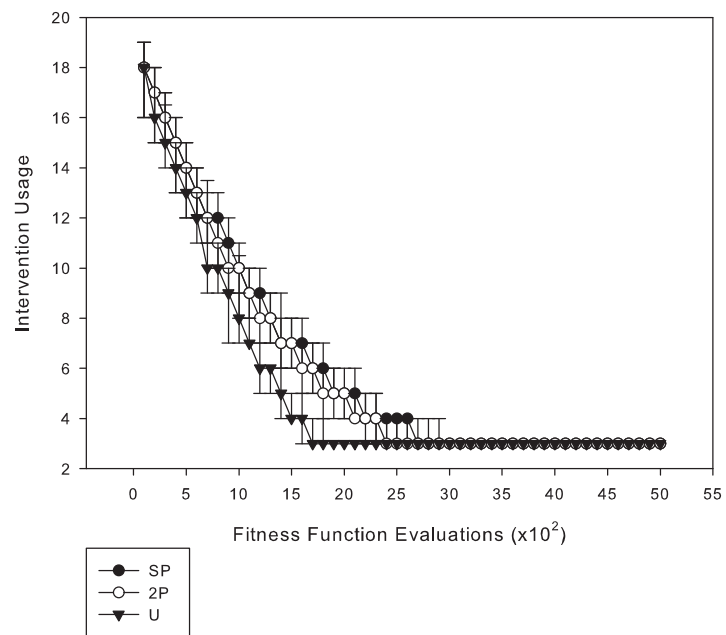 20
18
16
14
12
10
8
6
4
2
Intervention Usage
0 5 10 15 20 25 30 35 40 45 50 55
Fitness Function Evaluations (x10²)
SP
2P
U